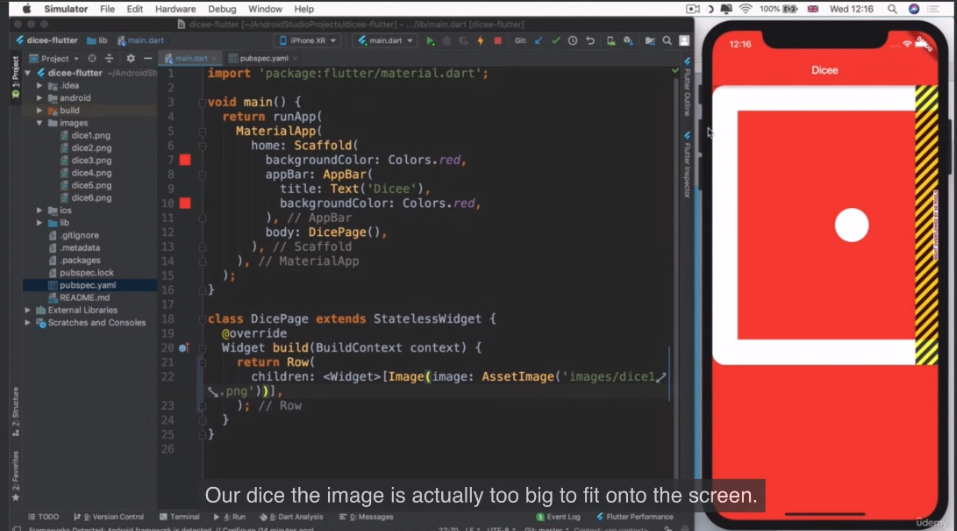 Simulator File Edit Hardware Debug Window Help 100% Wed 12:16
dicee-flutter [~/AndroidStudioProjects/dicee-flutter] - .../lib/main.dart [dicee-flutter]
dicee-flutter lib main.dart iPhone XR main.dart Git:
Project main.dart pubspec.yaml
1: Project
dicee-flutter ~/AndroidSt
.idea
android
build
images
dice1.png
dice2.png
dice3.png
dice4.png
dice5.png
dice6.png
ios
lib
.gitignore
.metadata
.packages
pubspec.lock
pubspec.yaml
README.md
External Libraries
Scratches and Consoles
7: Structure
2: Favorites
1 import 'package:flutter/material.dart';
2
3 void main() {
4 return runApp(
5 MaterialApp(
6 home: Scaffold(
7 backgroundColor: Colors.red,
8 appBar: AppBar(
9 title: Text('Dicee'),
10 backgroundColor: Colors.red,
11 ), // AppBar
12 body: DicePage(),
13 ), // Scaffold
14 ), // MaterialApp
15 );
16 }
17
18 class DicePage extends StatelessWidget {
19 @override
20 Widget build(BuildContext context) {
21 return Row(
22 children: <Widget>[Image(image: AssetImage('images/dice1
.png'))],
23 ); // Row
24 }
25 }
26
Flutter Outline
Flutter Inspector
12:16
Dicee
Our dice the image is actually too big to fit onto the screen.
TODO 9: Version Control Terminal 4: Run Dart Analysis 0: Messages Event Log Flutter Performance
udemy